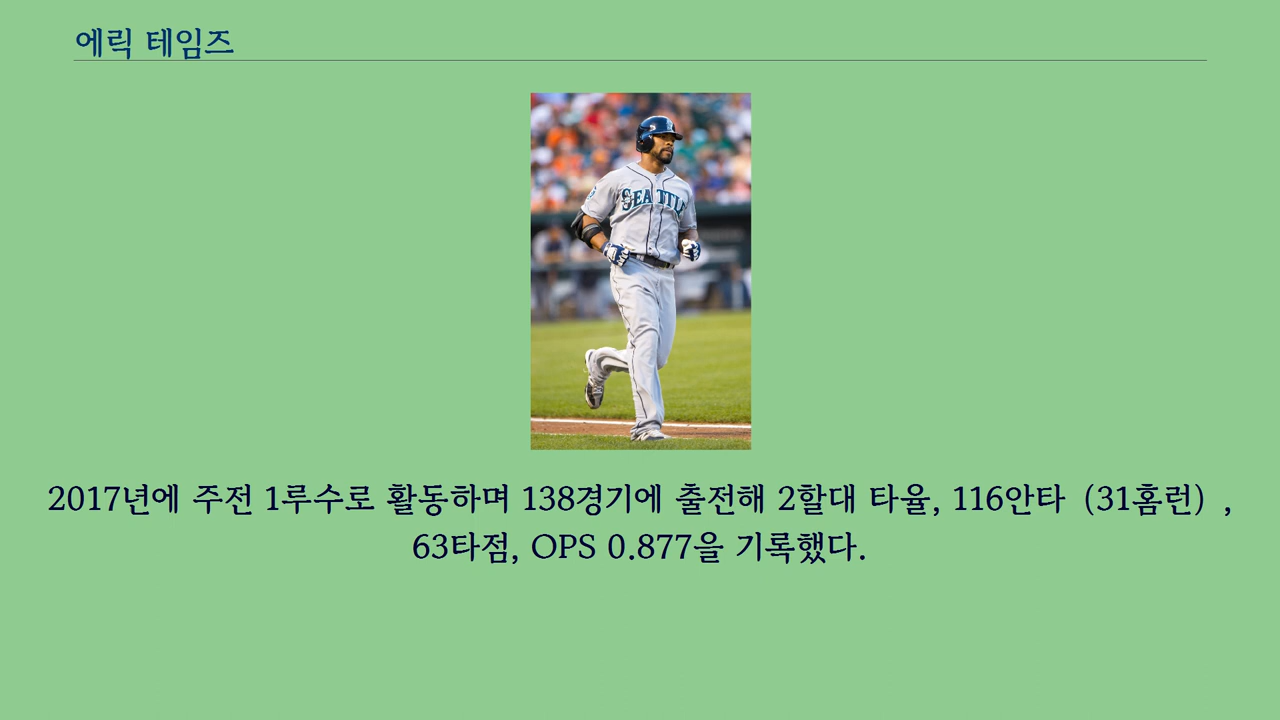 에릭 테임즈
SEATTLE
2017년에 주전 1루수로 활동하며 138경기에 출전해 2할대 타율, 116안타 (31홈런) ,
63타점, OPS 0.877을 기록했다.